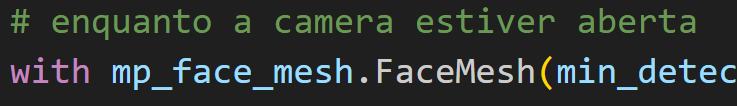 # enquanto a camera estiver aberta
with mp_face_mesh.FaceMesh(min_detec